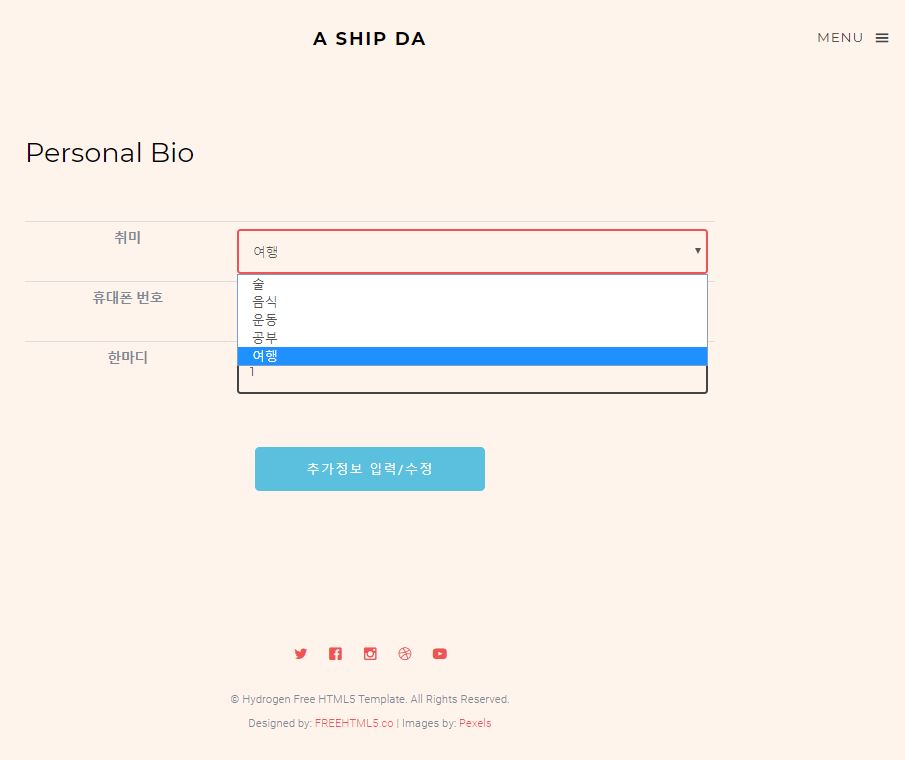 A SHIP DA
MENU
Personal Bio
취미
여행
술
음식
운동
공부
여행
휴대폰 번호
한마디
1
추가정보 입력/수정
© Hydrogen Free HTML5 Template. All Rights Reserved.
Designed by: FREEHTML5.co | Images by: Pexels